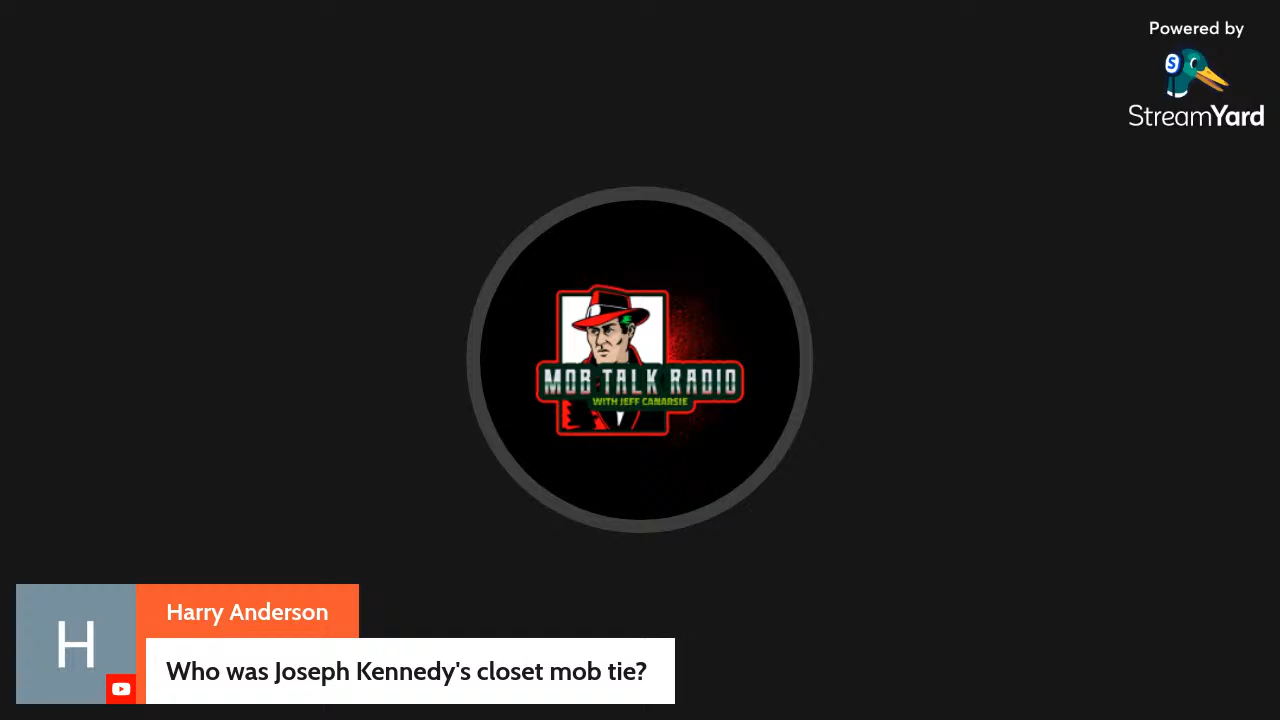 Powered by
S
StreamYard
MOB TALK RADIO
WITH JEFF CANARSIE
H
Harry Anderson
Who was Joseph Kennedy's closet mob tie?